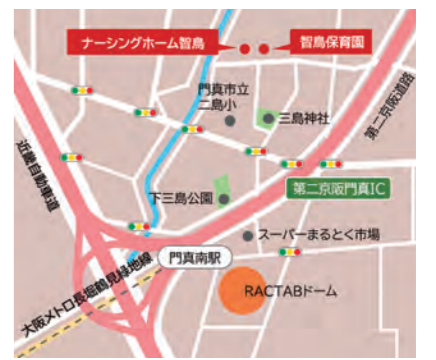 ナーシングホーム智鳥
智鳥保育園
門真市立
二島小
三島神社
第二京阪道路
近畿自動車道
下三島公園
第二京阪門真IC
スーパーまるとく市場
門真南駅
大阪メトロ長堀鶴見緑地線
RACTABドーム